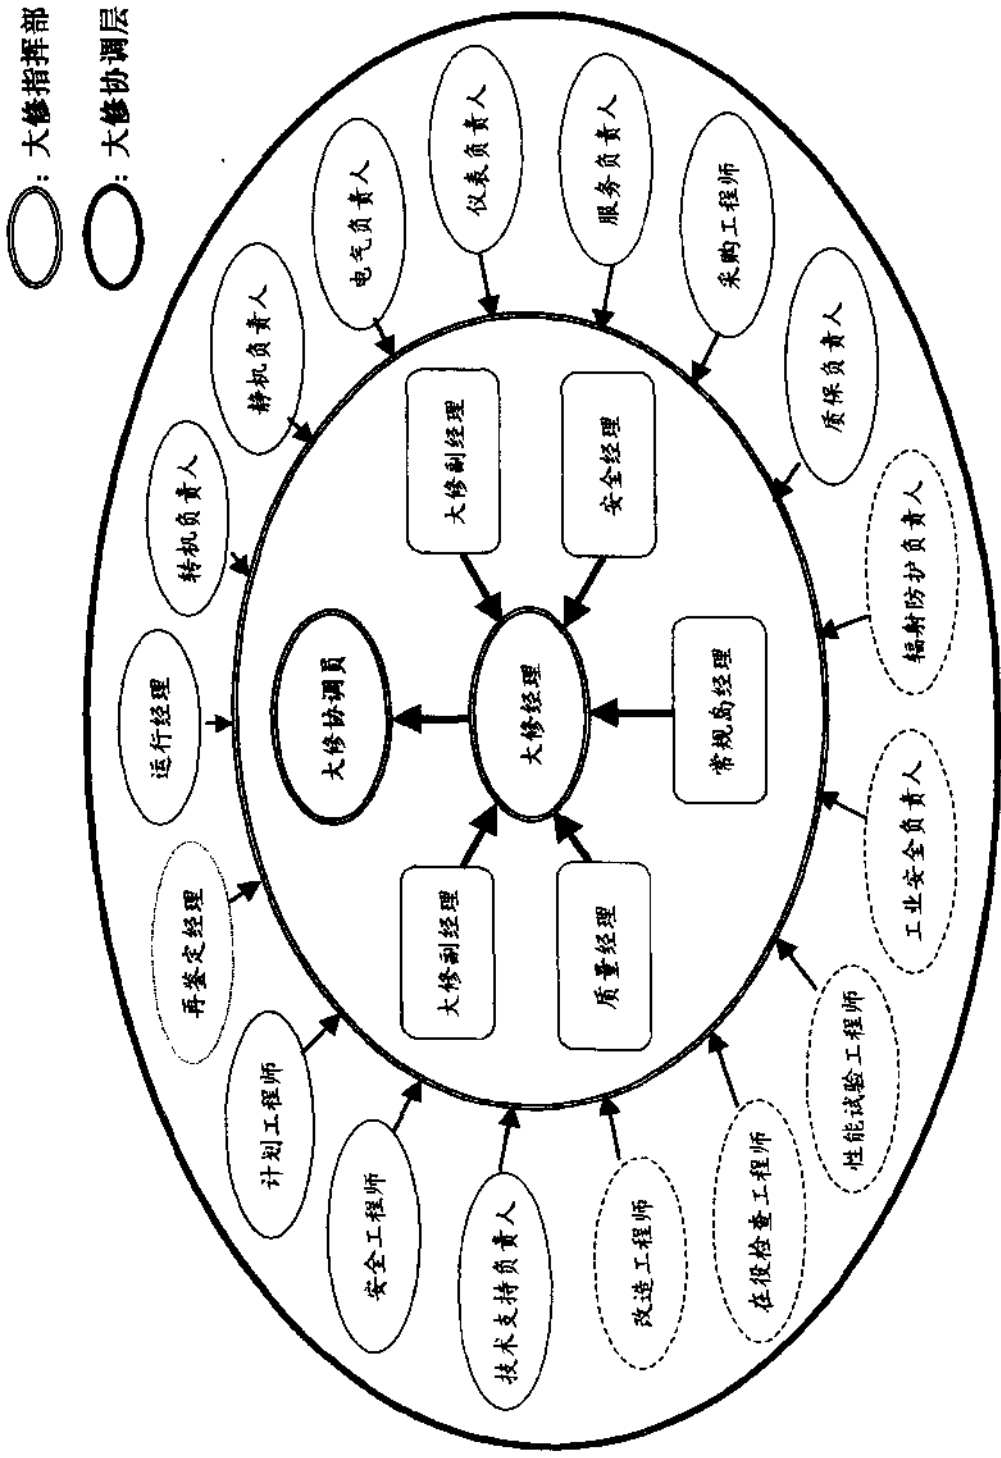 ：大修指挥部
：大修协调层
运行经理
再鉴定经理
转机负责人
计划工程师
静机负责人
大修协调员
安全工程师
电气负责人
大修副经理
大修副经理
仪表负责人
技术支持负责人
大修经理
质量经理
安全经理
服务负责人
改造工程师
常规岛经理
采购工程师
在役检查工程师
质保负责人
性能试验工程师
工业安全负责人
辐射防护负责人